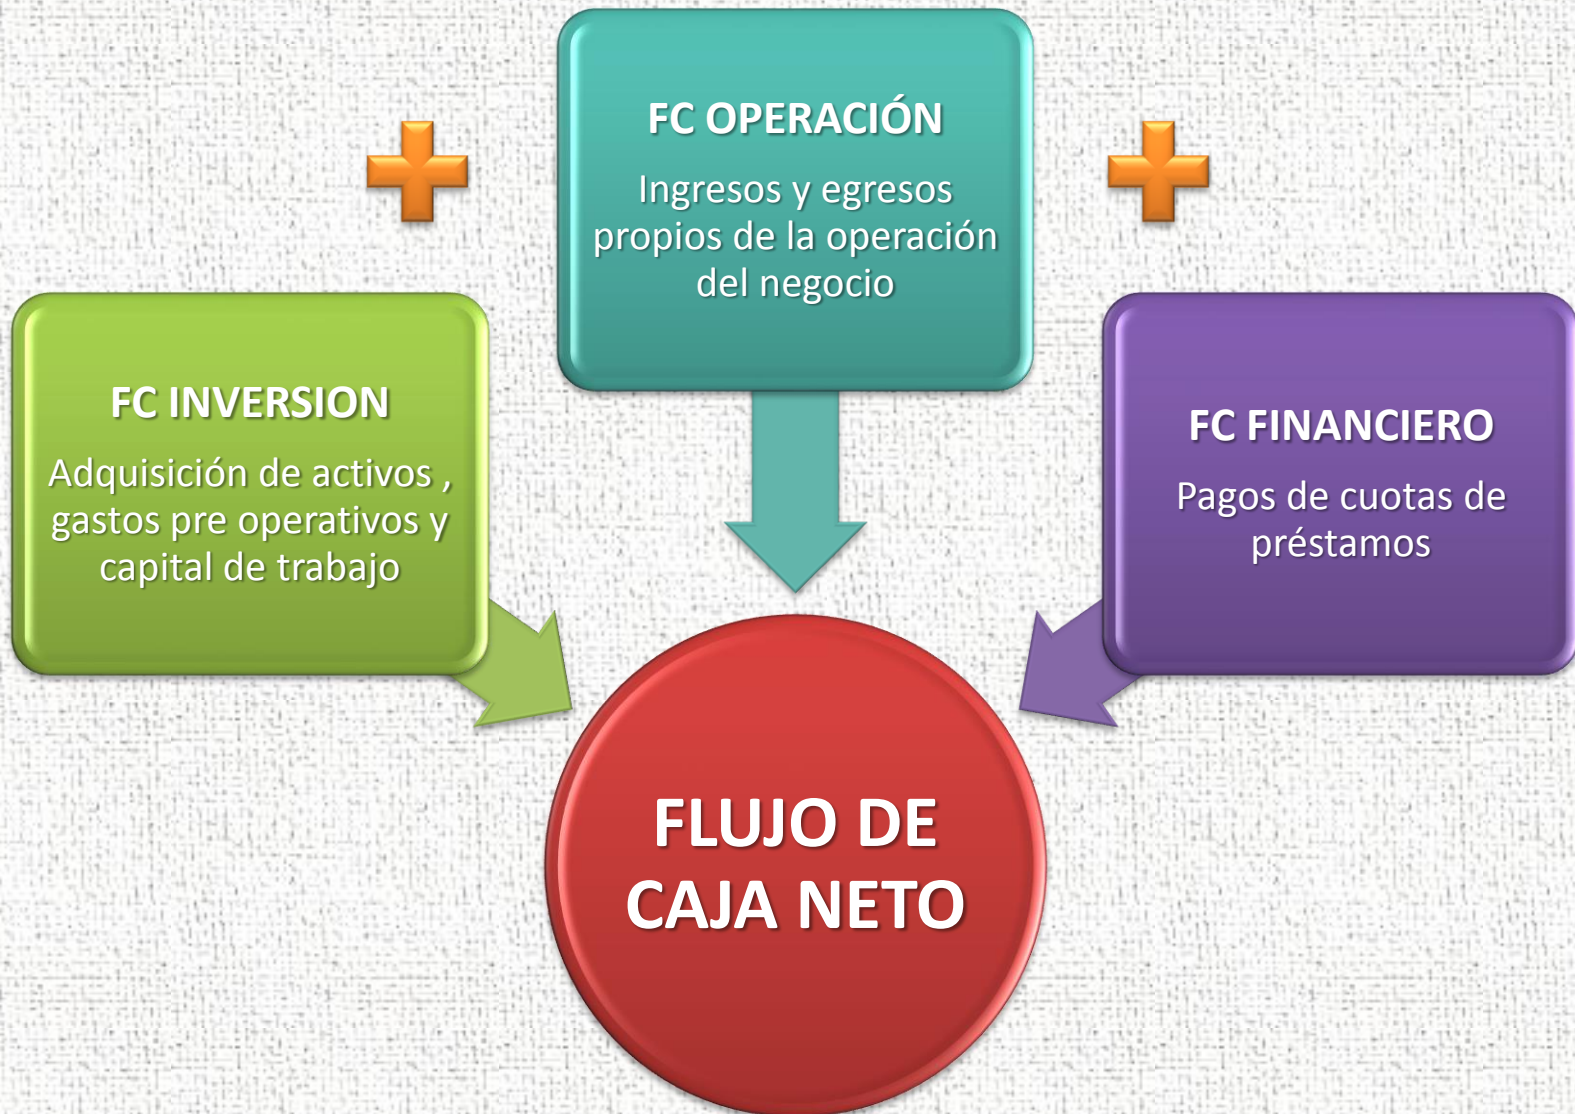 FC OPERACIÓN
Ingresos y egresos
propios de la operación
del negocio
FC INVERSION
Adquisición de activos ,
gastos pre operativos y
capital de trabajo
FC FINANCIERO
Pagos de cuotas de
préstamos
FLUJO DE
CAJA NETO